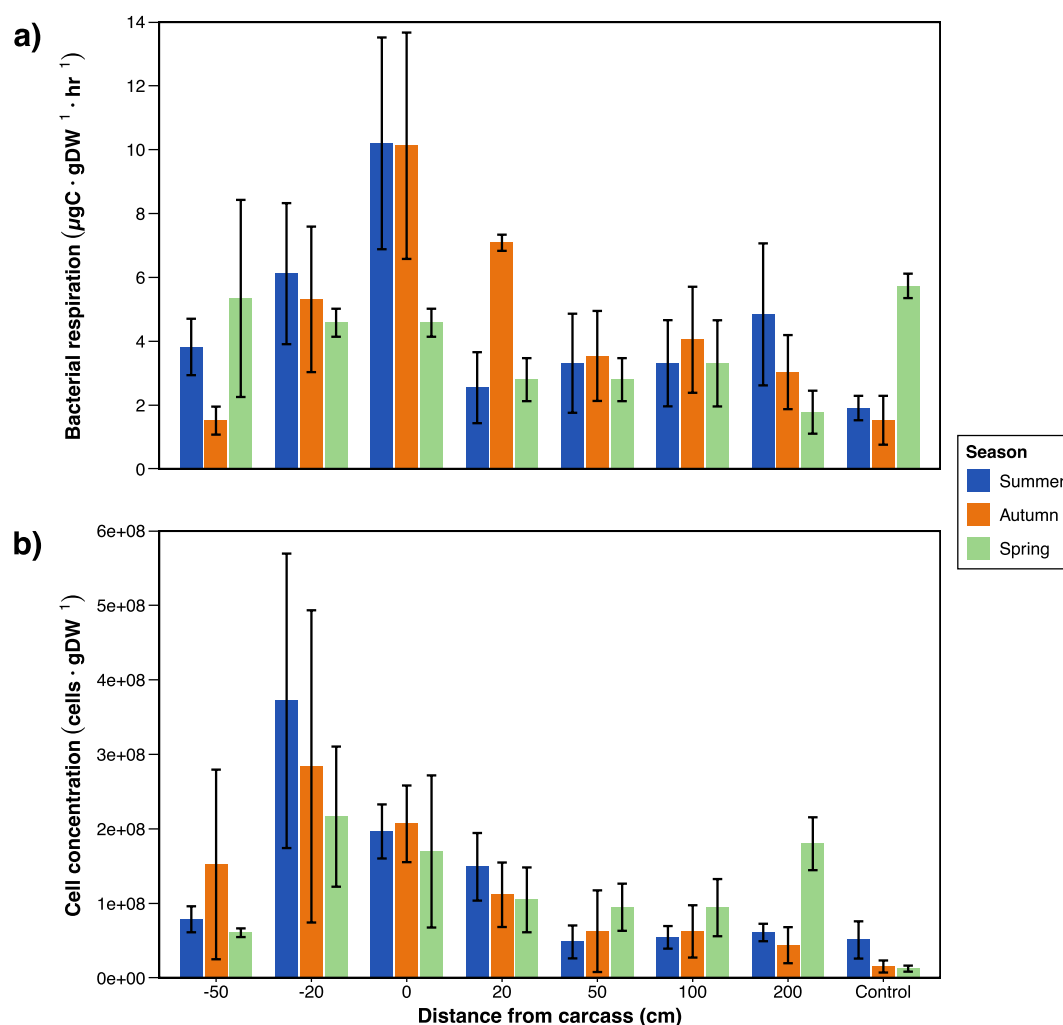 a)
Bacterial respiration (µgC · gDW ¹ · hr ¹)
14
12
10
8
6
4
2
0
Season
Summer
Autumn
Spring
b)
Cell concentration (cells · gDW ¹)
6e+08
5e+08
4e+08
3e+08
2e+08
1e+08
0e+00
-50 -20 0 20 50 100 200 Control
Distance from carcass (cm)